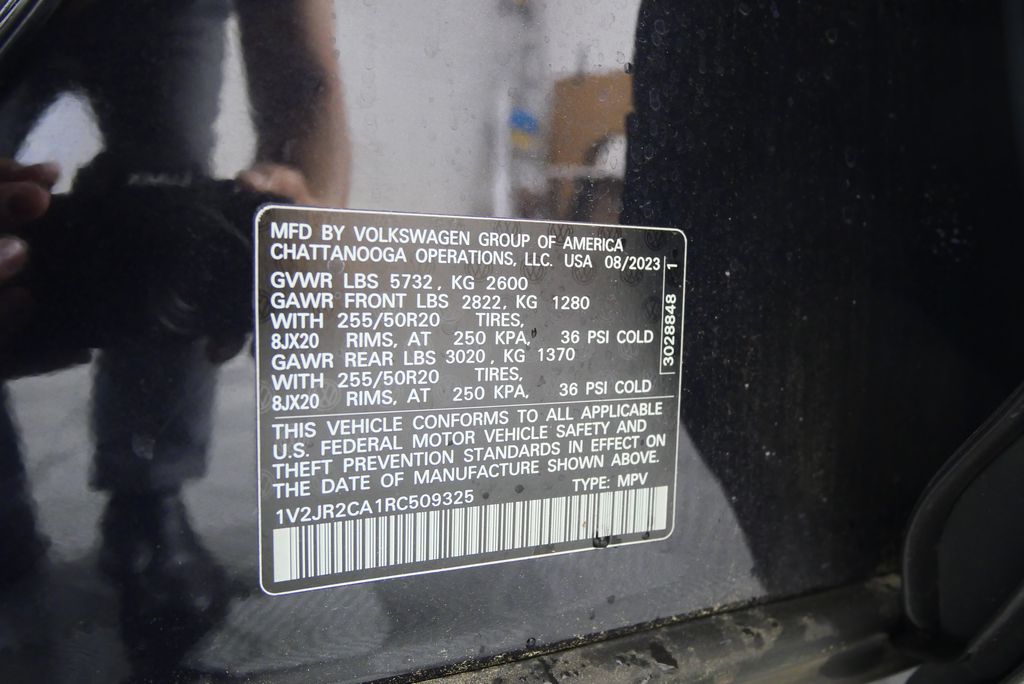 MFD BY VOLKSWAGEN GROUP OF AMERICA
CHATTANOOGA OPERATIONS, LLC. USA 08/2023
GVWR LBS 5732, KG 2600
GAWR FRONT LBS 2822, KG 1280
WITH 255/50R20 TIRES,
8JX20 RIMS, AT 250 KPA, 36 PSI COLD
GAWR REAR LBS 3020, KG 1370
WITH 255/50R20 TIRES,
8JX20 RIMS, AT 250 KPA, 36 PSI COLD
3028848 1
THIS VEHICLE CONFORMS TO ALL APPLICABLE
U.S. FEDERAL MOTOR VEHICLE SAFETY AND
THEFT PREVENTION STANDARDS IN EFFECT ON
THE DATE OF MANUFACTURE SHOWN ABOVE.
1V2JR2CA1RC509325 TYPE: MPV